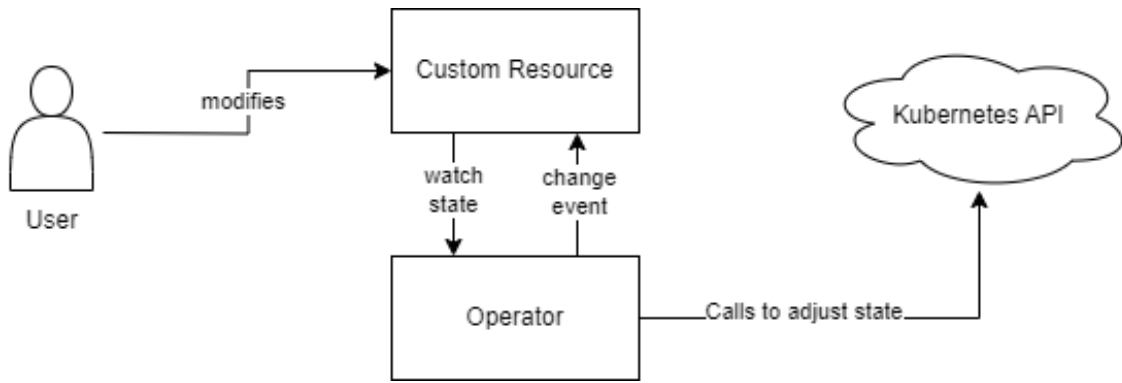 Custom Resource
Kubernetes API
modifies
watch
state
change
event
User
Operator
Calls to adjust state